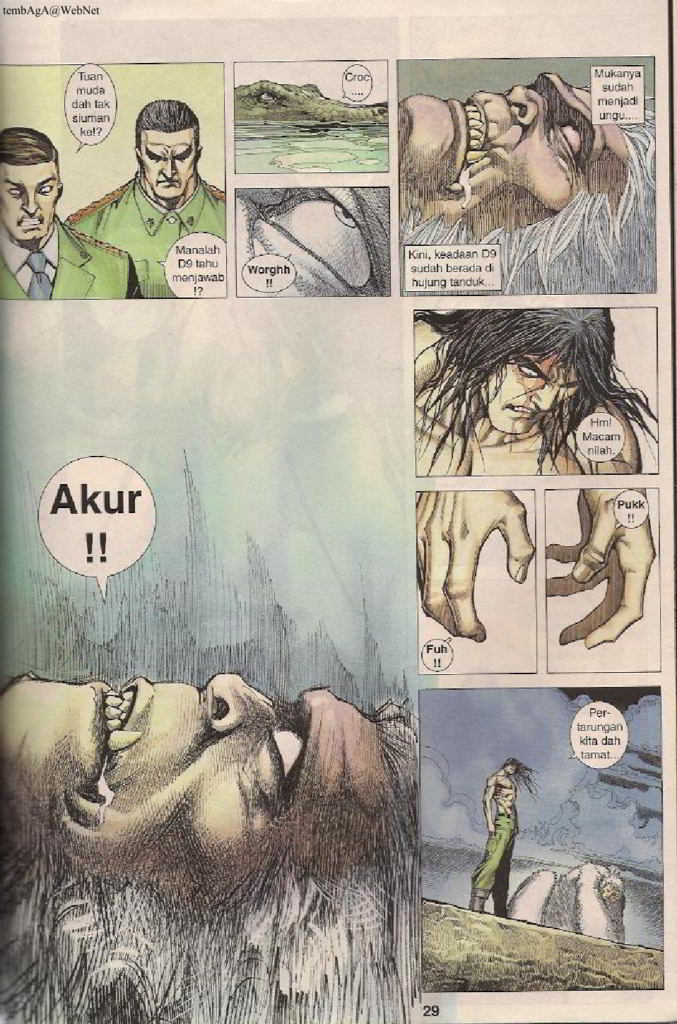 tembAgA@WebNet
Tuan
muda
dah tak
siuman
ke!?
Manalah
D9 tahu
menjawab
!?
Croc
....
Worghh
!!
Mukanya
sudah
menjadi
ungu....
Kini, keadaan D9
sudah berada di
hujung tanduk...
Akur
!!
Hm!
Macam
nilah.
Fuh
!!
Pukk
!!
Per-
tarungan
kita dah
tamat...
29